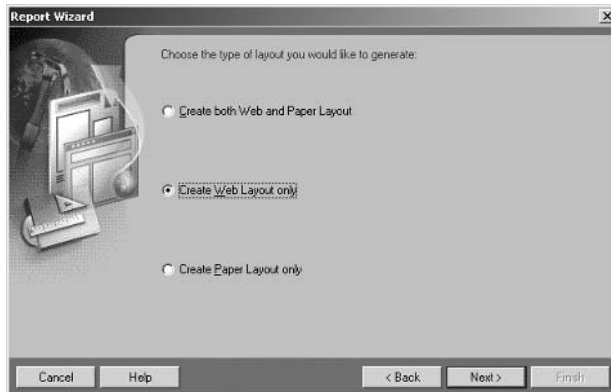 Report Wizard
Choose the type of layout you would like to generate:
Create both Web and Paper Layout
Create Web Layout only
Create Paper Layout only
Cancel Help < Back Next > Finish